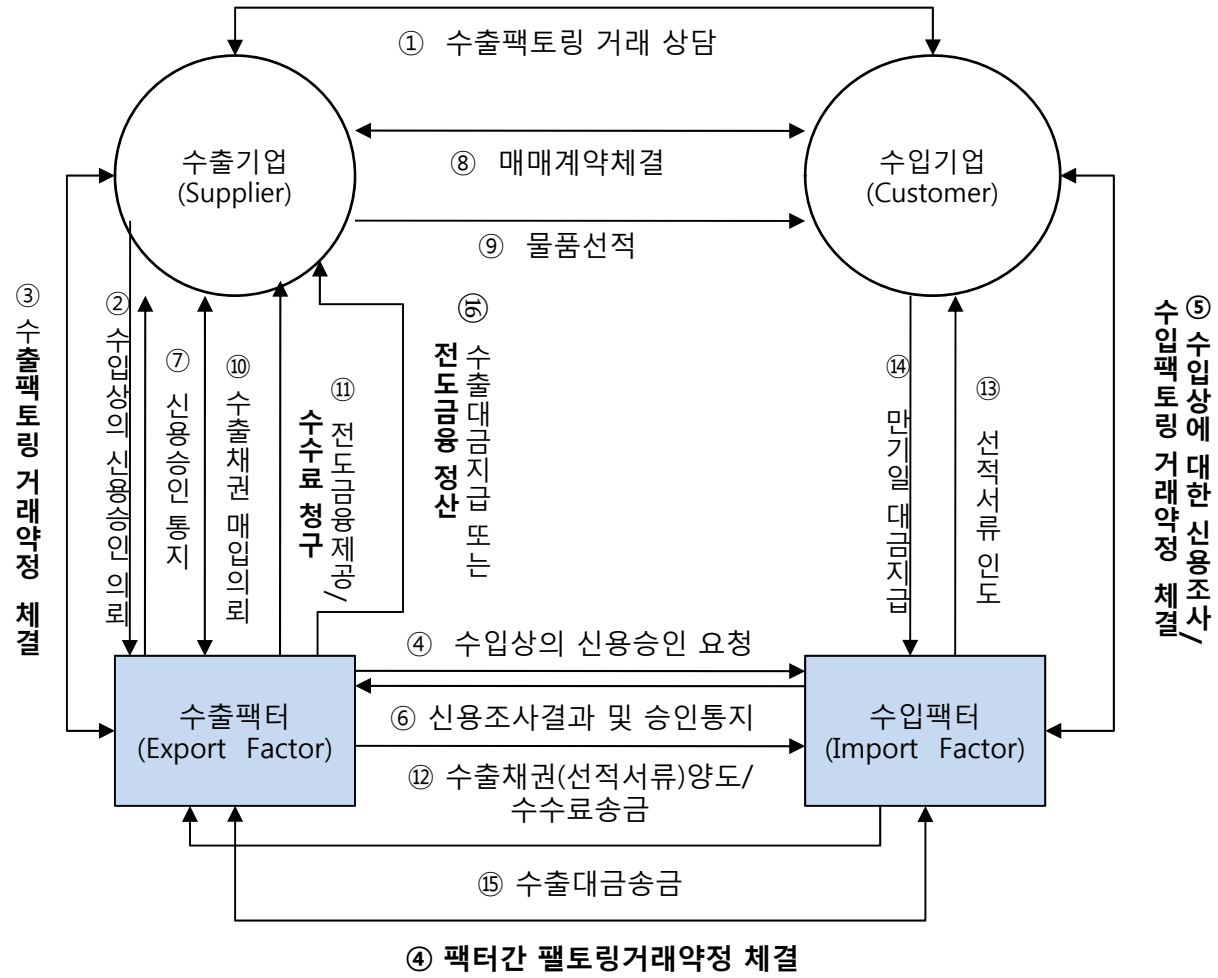 ① 수출팩토링 거래 상담
수출기업
(Supplier)
수입기업
(Customer)
⑧ 매매계약체결
⑨ 물품선적
③ 수출팩토링 거래약정 체결
② 수입상의 신용승인 의뢰
⑦ 신용승인 통지
⑩ 수출채권 매입의뢰
⑪ 전도금융제공/
수수료 청구
⑯ 수출대금지급 또는
전도금융 정산
⑭ 만기일 대금지급
⑬ 선적서류 인도
⑤ 수입상에 대한 신용조사/
수입팩토링 거래약정 체결
④ 수입상의 신용승인 요청
수출팩터
(Export Factor)
수입팩터
(Import Factor)
⑥ 신용조사결과 및 승인통지
⑫ 수출채권(선적서류)양도/
수수료송금
⑮ 수출대금송금
④ 팩터간 팰토링거래약정 체결